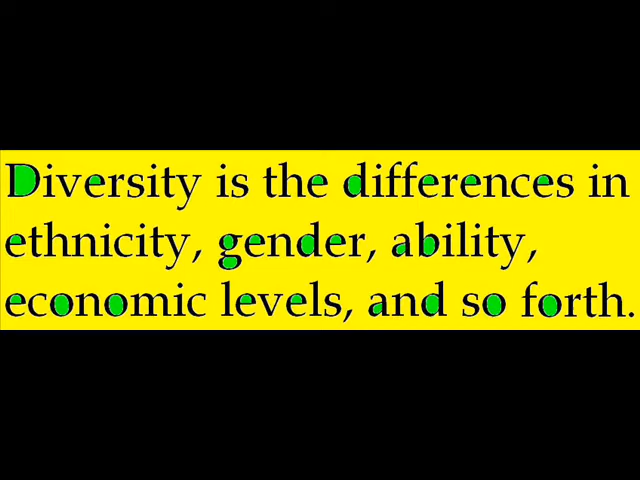 Diversity is the differences in
ethnicity, gender, ability,
economic levels, and so forth.